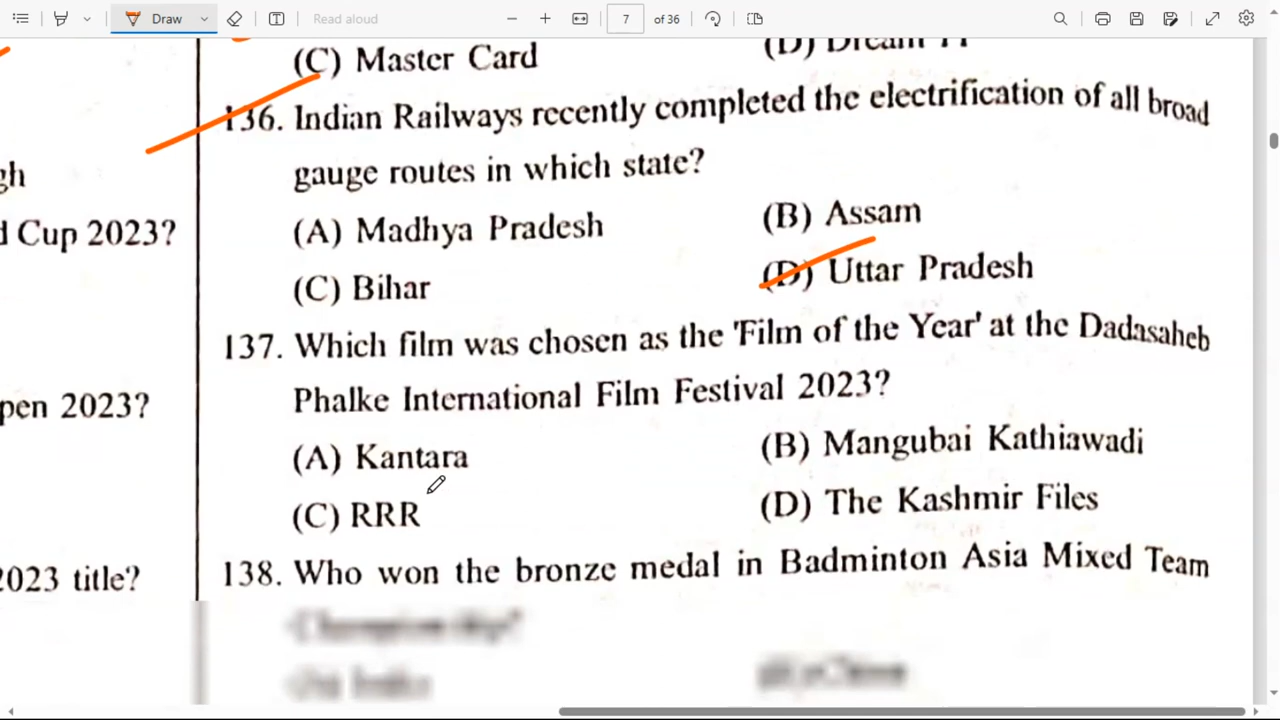 Draw
Read aloud
7 of 36
(C) Master Card
136. Indian Railways recently completed the electrification of all broad
gauge routes in which state?
(A) Madhya Pradesh (B) Assam
(C) Bihar (D) Uttar Pradesh
137. Which film was chosen as the 'Film of the Year' at the Dadasaheb
Phalke International Film Festival 2023?
(A) Kantara (B) Mangubai Kathiawadi
(C) RRR (D) The Kashmir Files
138. Who won the bronze medal in Badminton Asia Mixed Team
gh
d Cup 2023?
pen 2023?
2023 title?